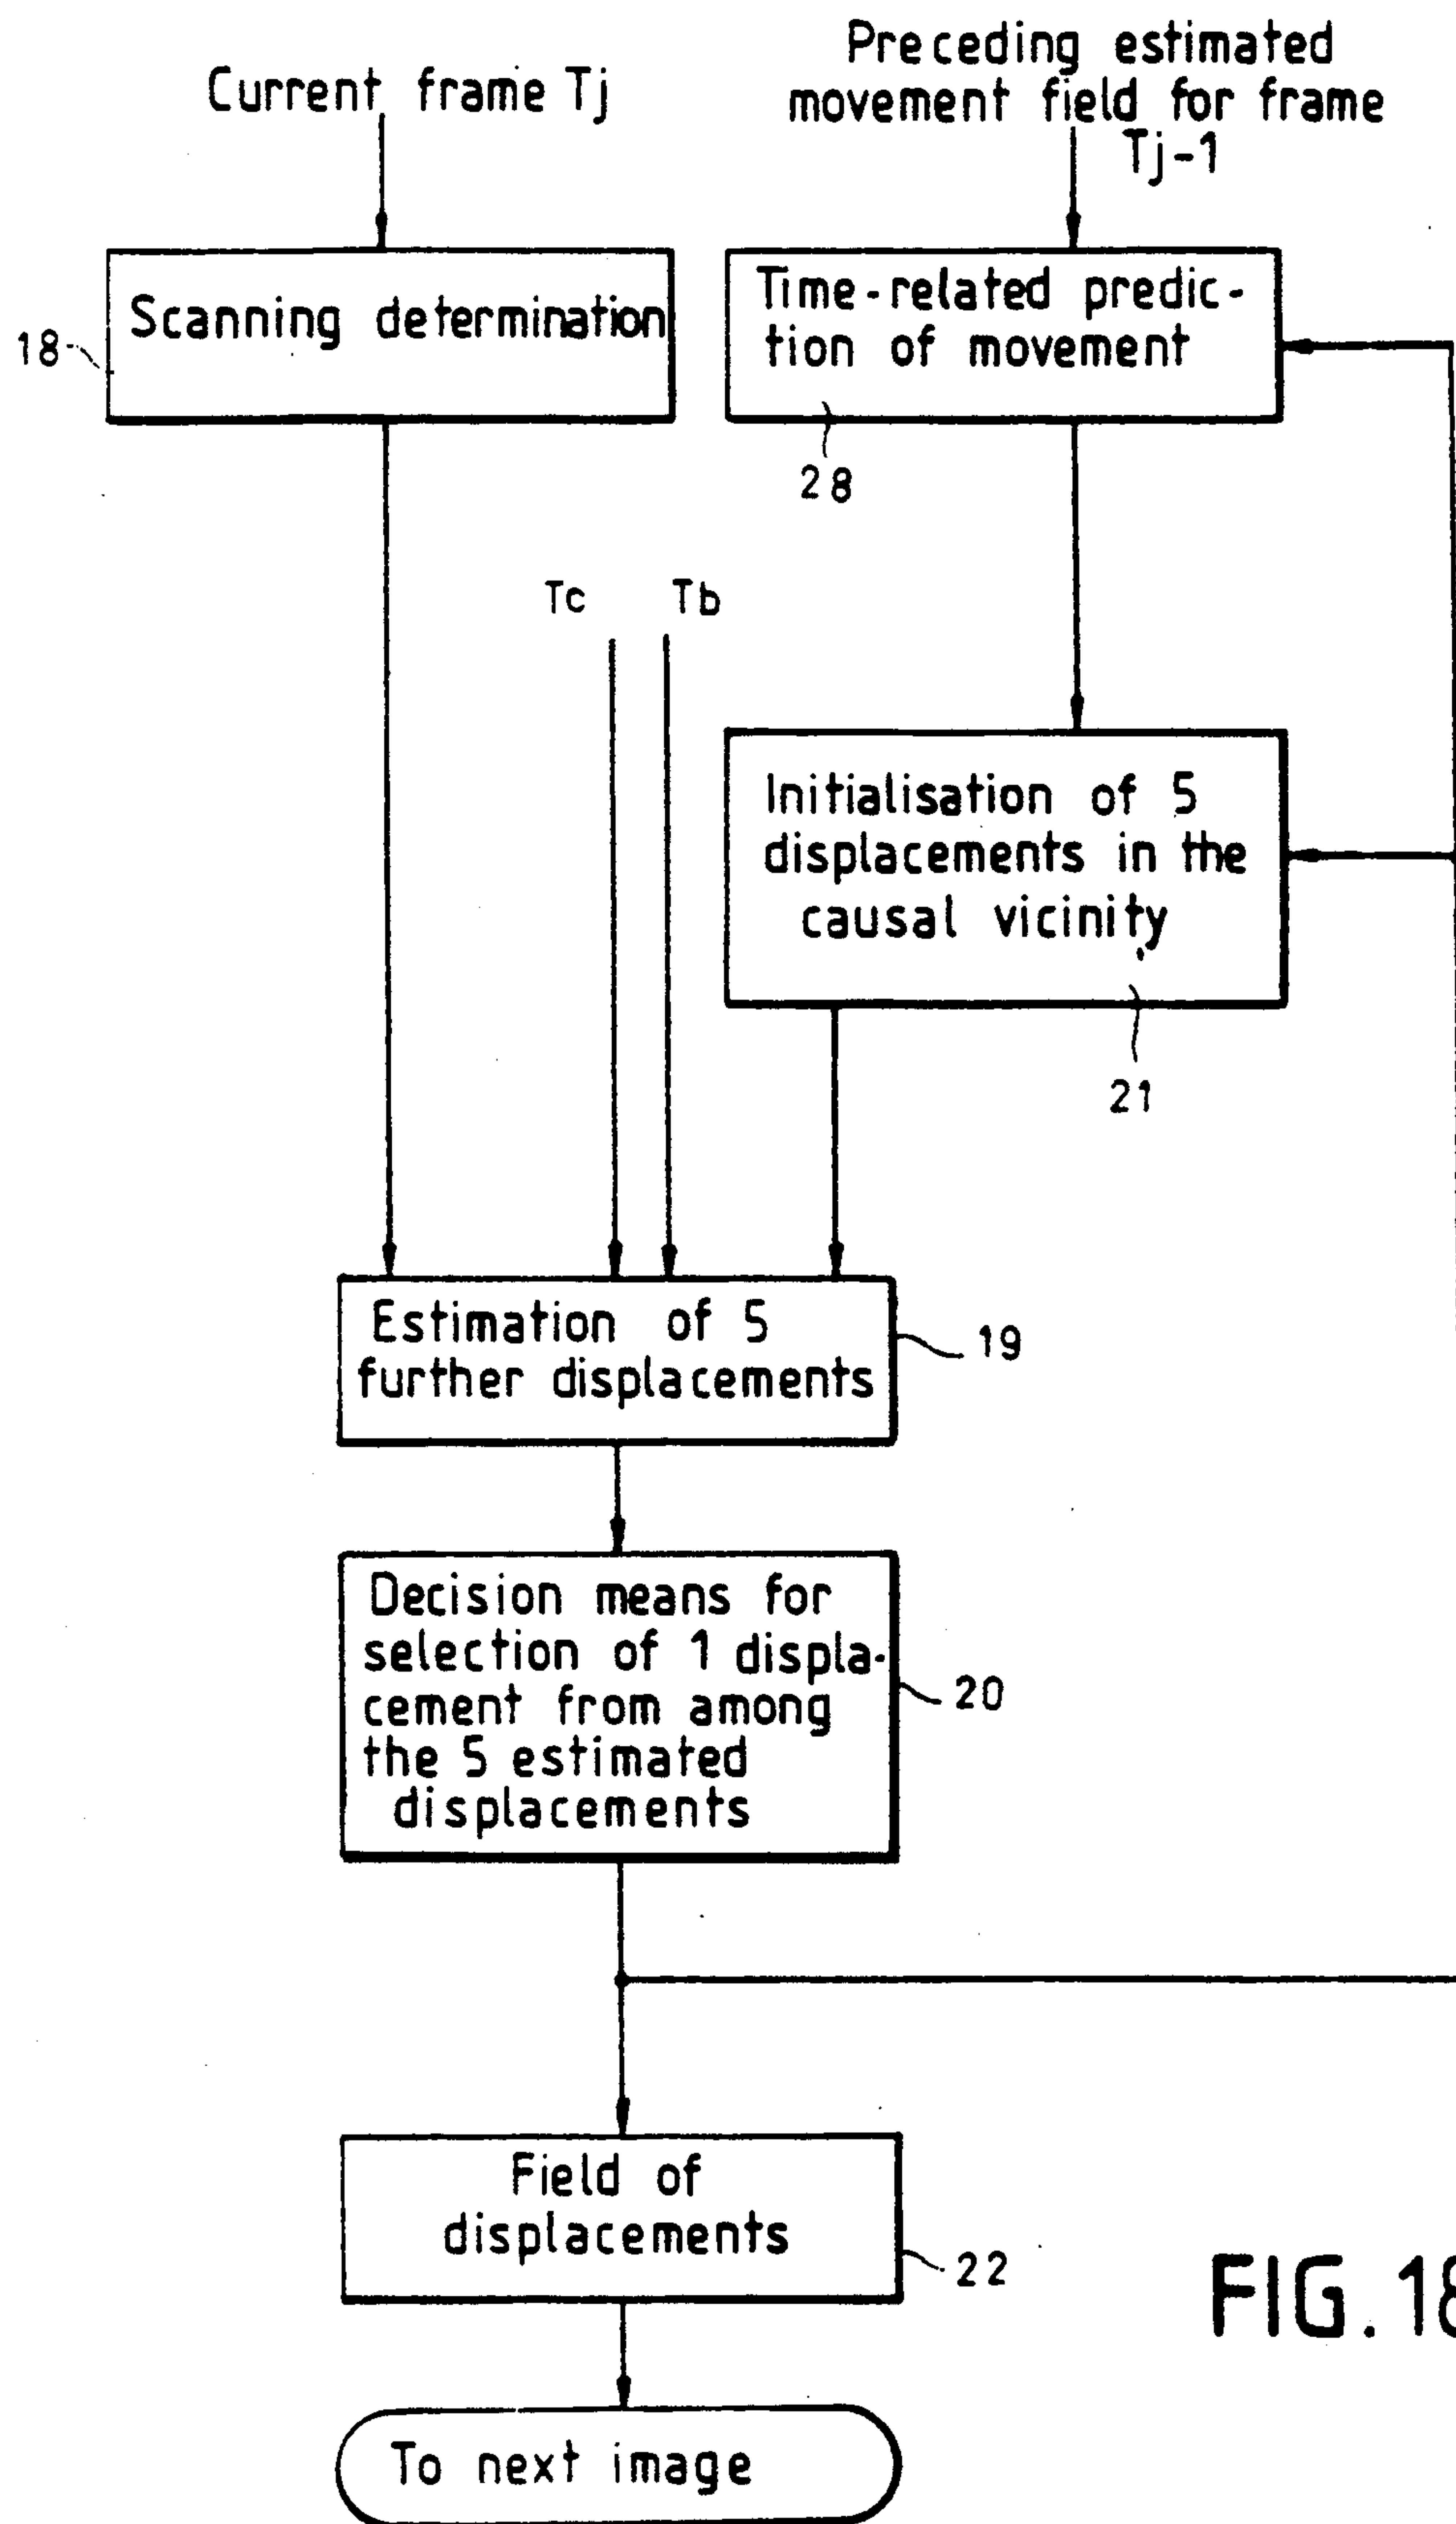 Current frame Tj
Preceding estimated
movement field for frame
Tj-1
Scanning determination
18
Time-related predic-
tion of movement
28
Tc
Tb
Initialisation of 5
displacements in the
causal vicinity
21
Estimation of 5
further displacements
19
Decision means for
selection of 1 displa-
cement from among
the 5 estimated
displacements
20
Field of
displacements
22
FIG.18
To next image